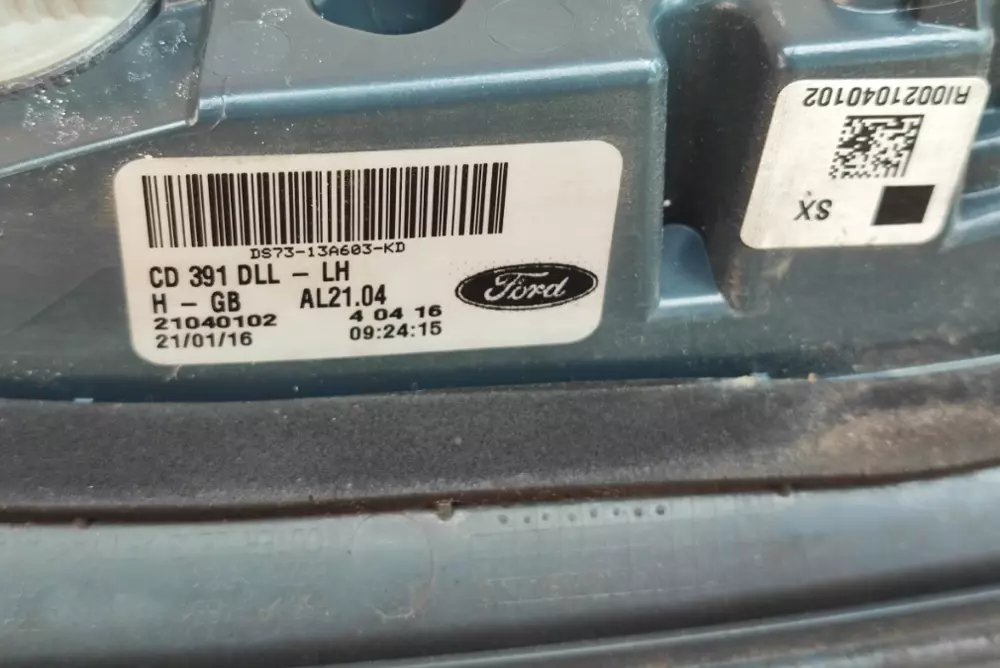 DS73-13A603-KD
CD 391 DLL - LH
H - GB AL21.04
21040102 4 04 16
21/01/16 09:24:15
Ford
RI0021040102
SX